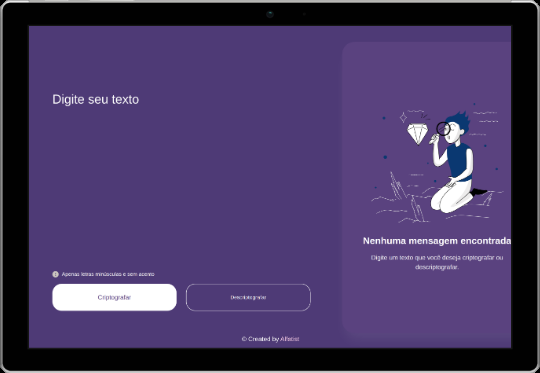 Digite seu texto
Nenhuma mensagem encontrada
Digite um texto que você deseja criptografar ou
descriptografar.
Apenas letras minúsculas e sem acento
Criptografar
Descriptografar
© Created by